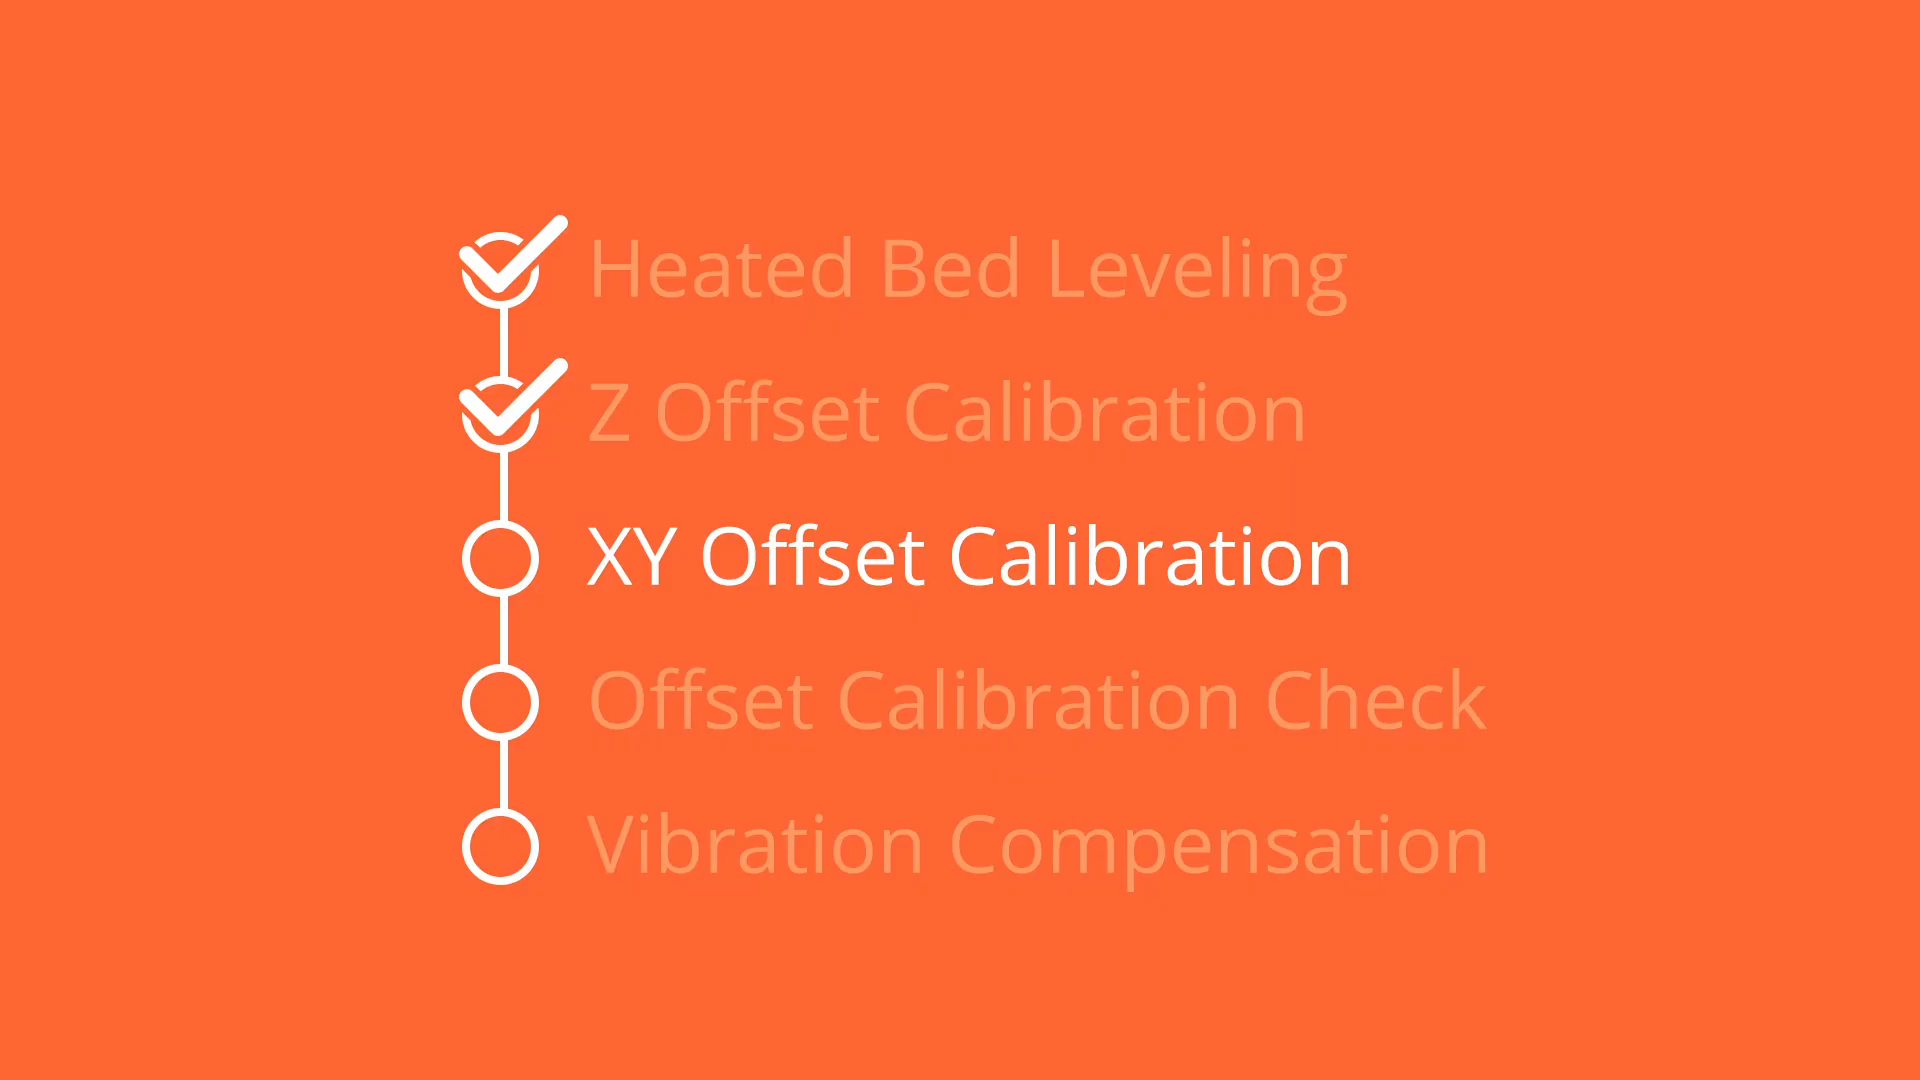 Heated Bed Leveling
Z Offset Calibration
XY Offset Calibration
Offset Calibration Check
Vibration Compensation